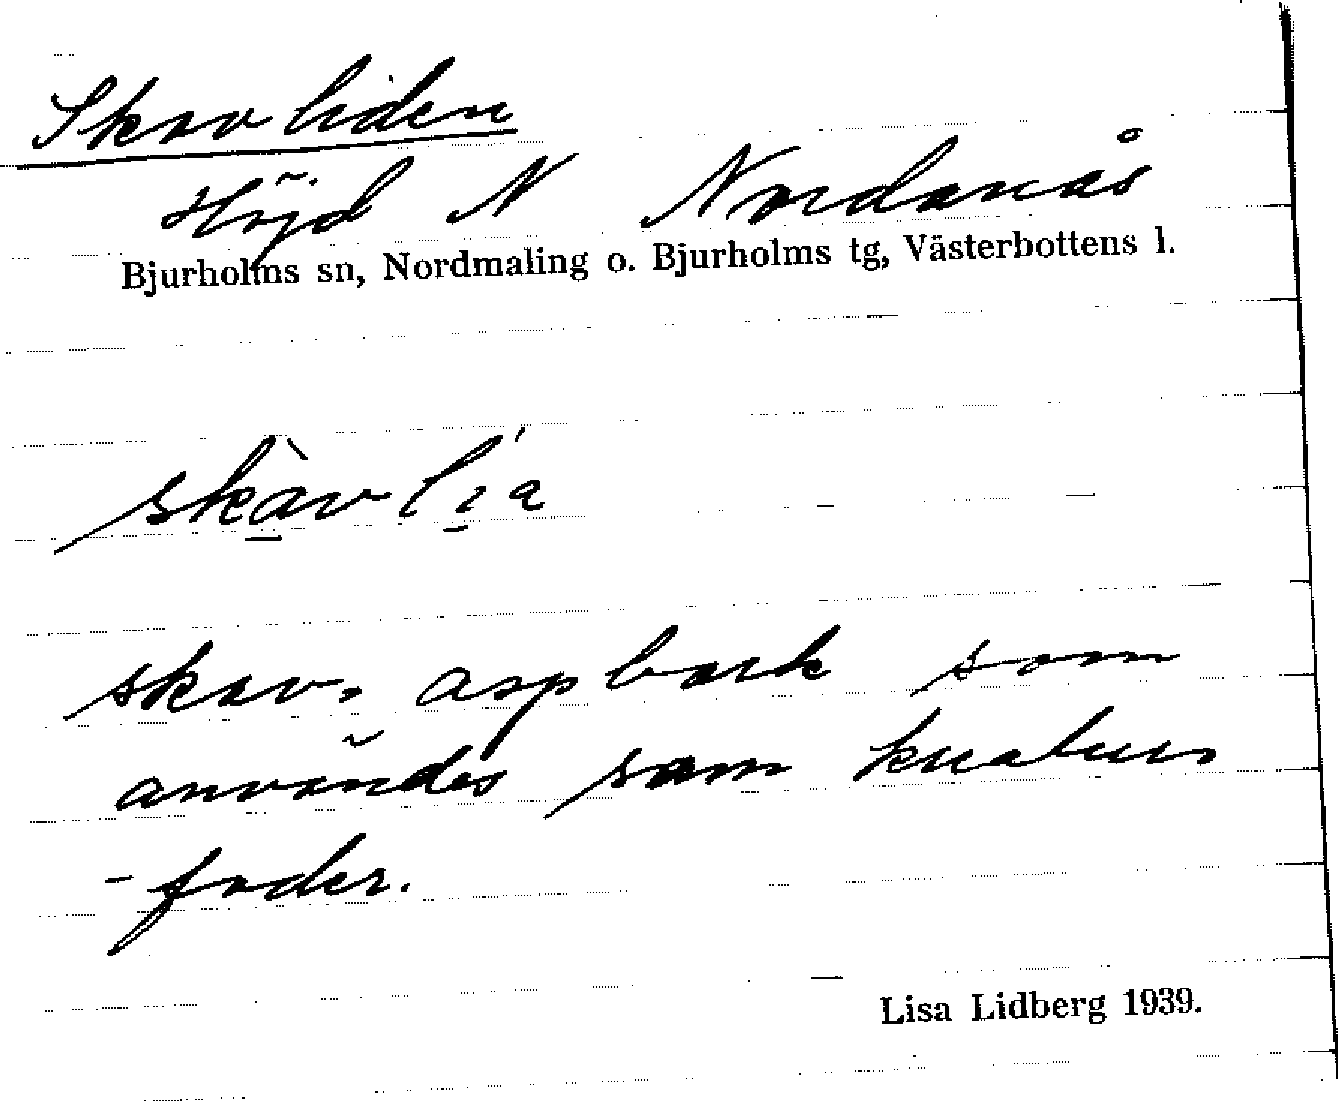 Skavliden
Höjd N Nordanås
Bjurholms sn, Nordmaling o. Bjurholms tg, Västerbottens l.
skàvlı́a
skav, aspbark som
användes som kreaturs
-foder.
Lisa Lidberg 1939.